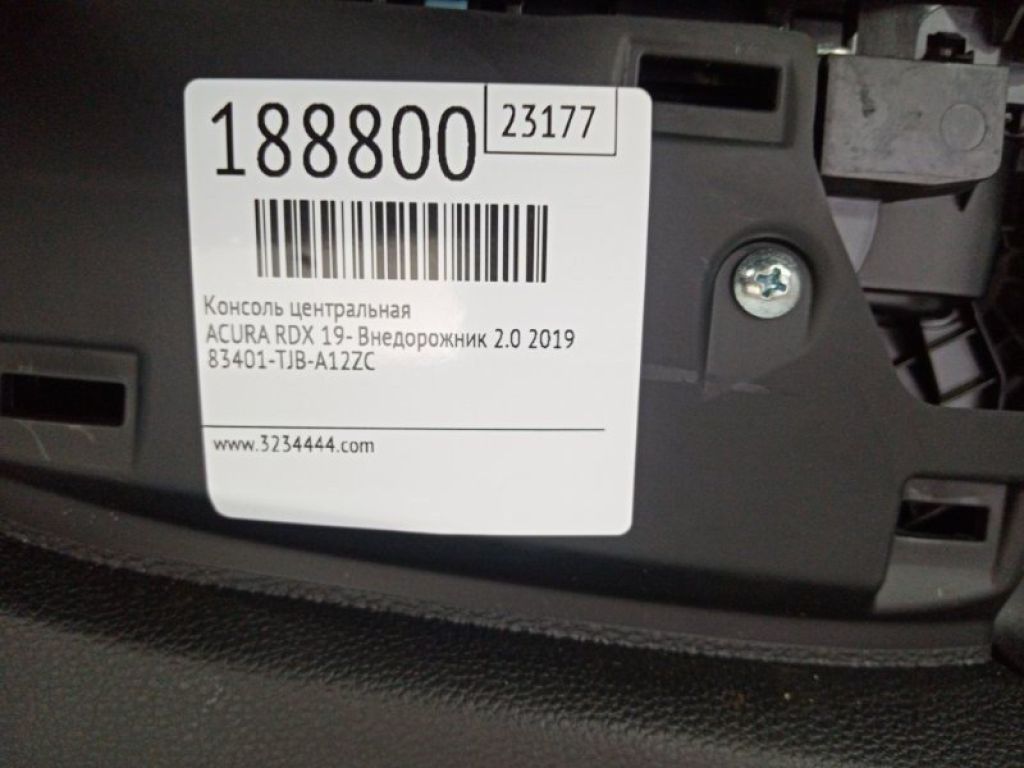 188800
23177
Консоль центральная
ACURA RDX 19- Внедорожник 2.0 2019
83401-TJB-A12ZC
www.3234444.com